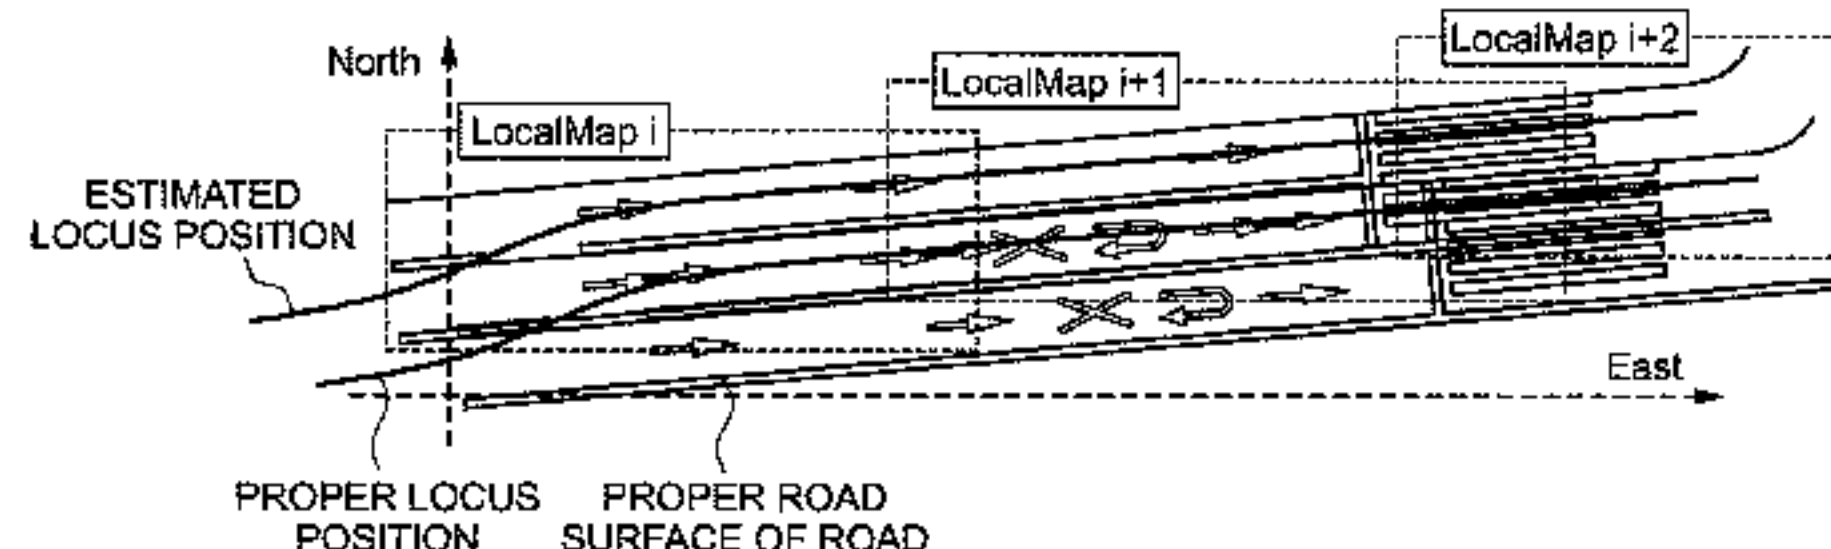 LocalMap i+2
North
LocalMap i+1
LocalMap i
ESTIMATED
LOCUS POSITION
East
PROPER LOCUS
POSITION
PROPER ROAD
SURFACE OF ROAD